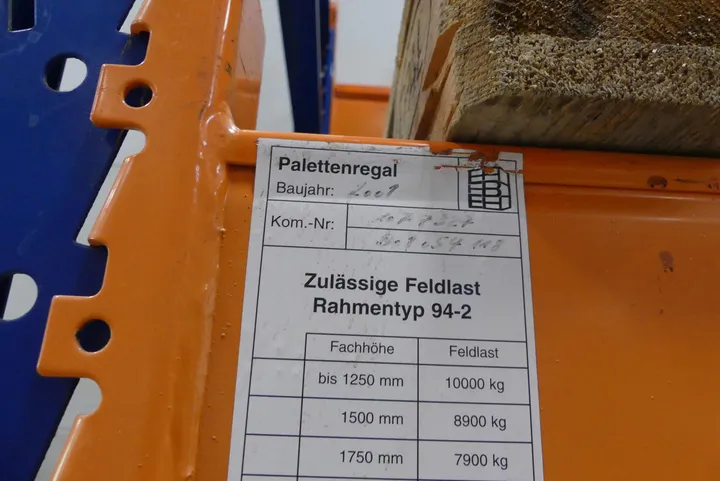 Palettenregal
Baujahr: 2001
Kom.-Nr:
Zulässige Feldlast
Rahmentyp 94-2
Fachhöhe Feldlast
bis 1250 mm 10000 kg
1500 mm 8900 kg
1750 mm 7900 kg